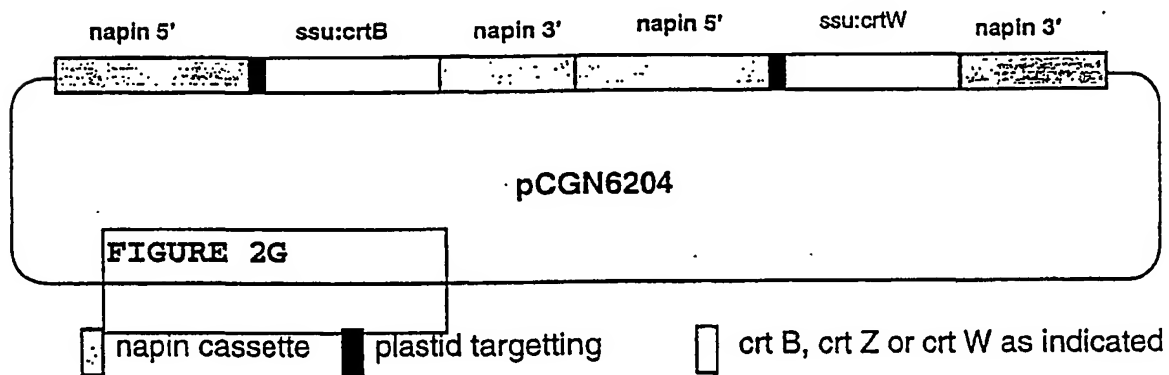 napin 5' ssu:crtB napin 3' napin 5' ssu:crtW napin 3'
pCGN6204
FIGURE 2G
napin cassette plastid targetting crt B, crt Z or crt W as indicated